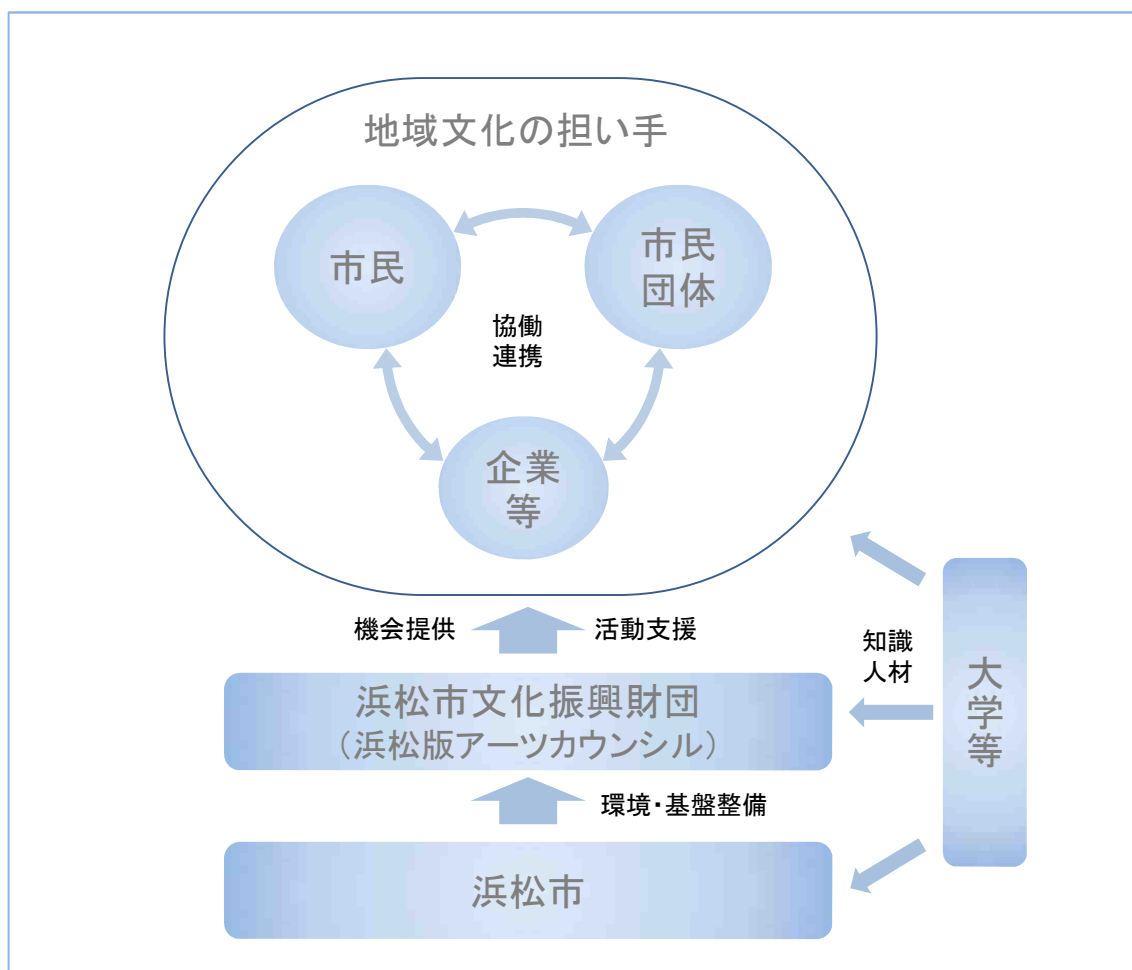 地域文化の担い手
市民
市民
団体
協働
連携
企業
等
機会提供
活動支援
知識
人材
大
学
等
浜松市文化振興財団
（浜松版アーツカウンシル）
環境・基盤整備
浜松市